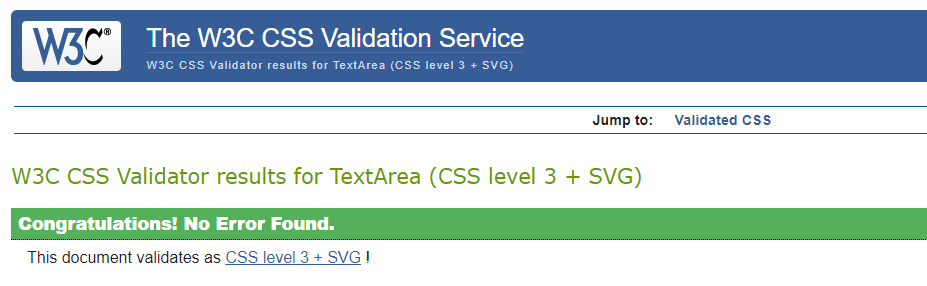 W3C®
The W3C CSS Validation Service
W3C CSS Validator results for TextArea (CSS level 3 + SVG)
Jump to: Validated CSS
W3C CSS Validator results for TextArea (CSS level 3 + SVG)
Congratulations! No Error Found.
This document validates as CSS level 3 + SVG !